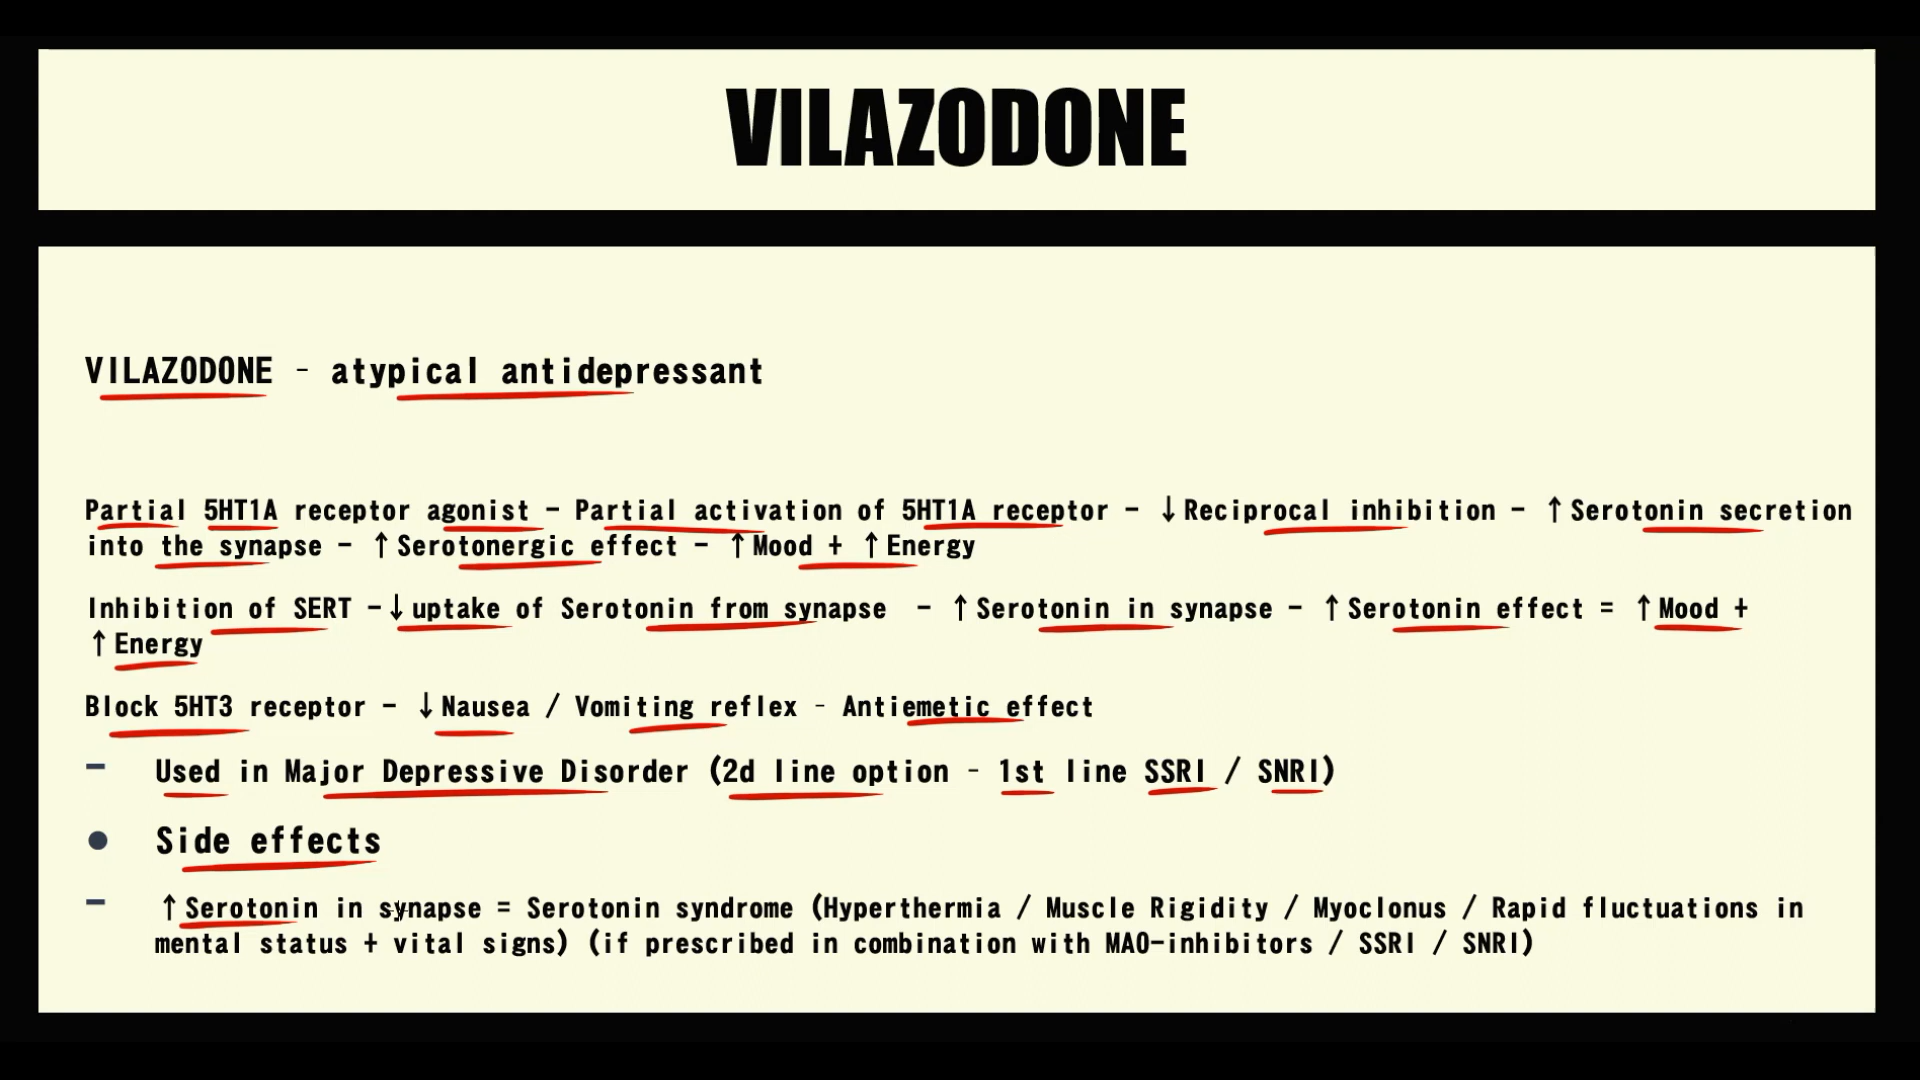 VILAZODONE
VILAZODONE - atypical antidepressant
Partial 5HT1A receptor agonist – Partial activation of 5HT1A receptor – ↓Reciprocal inhibition – ↑Serotonin secretion
into the synapse – ↑Serotonergic effect – ↑Mood + ↑Energy
Inhibition of SERT –↓uptake of Serotonin from synapse – ↑Serotonin in synapse – ↑Serotonin effect = ↑Mood +
↑Energy
Block 5HT3 receptor – ↓Nausea / Vomiting reflex - Antiemetic effect
– Used in Major Depressive Disorder (2d line option - 1st line SSRI / SNRI)
● Side effects
– ↑Serotonin in synapse = Serotonin syndrome (Hyperthermia / Muscle Rigidity / Myoclonus / Rapid fluctuations in
mental status + vital signs) (if prescribed in combination with MAO-inhibitors / SSRI / SNRI)